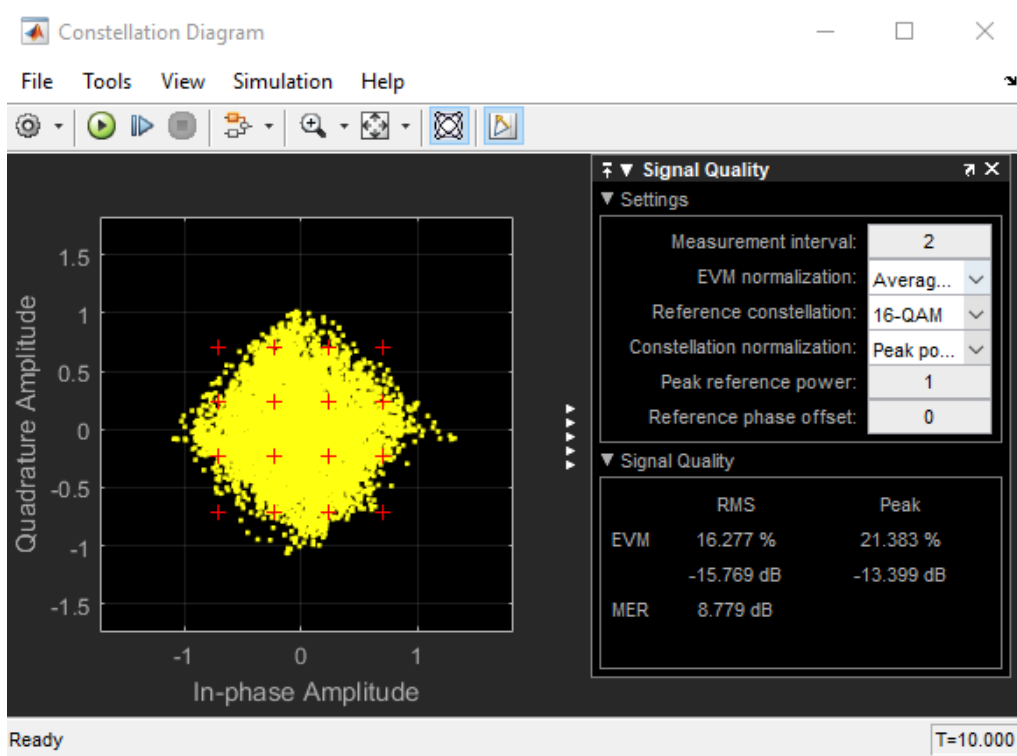 Constellation Diagram
File Tools View Simulation Help
Signal Quality
Settings
Measurement interval: 2
EVM normalization: Averag...
Reference constellation: 16-QAM
Constellation normalization: Peak po...
Peak reference power: 1
Reference phase offset: 0
Signal Quality
RMS Peak
EVM 16.277 % 21.383 %
-15.769 dB -13.399 dB
MER 8.779 dB
Quadrature Amplitude
1.5
1
0.5
0
-0.5
-1
-1.5
-1 0 1
In-phase Amplitude
Ready T=10.000